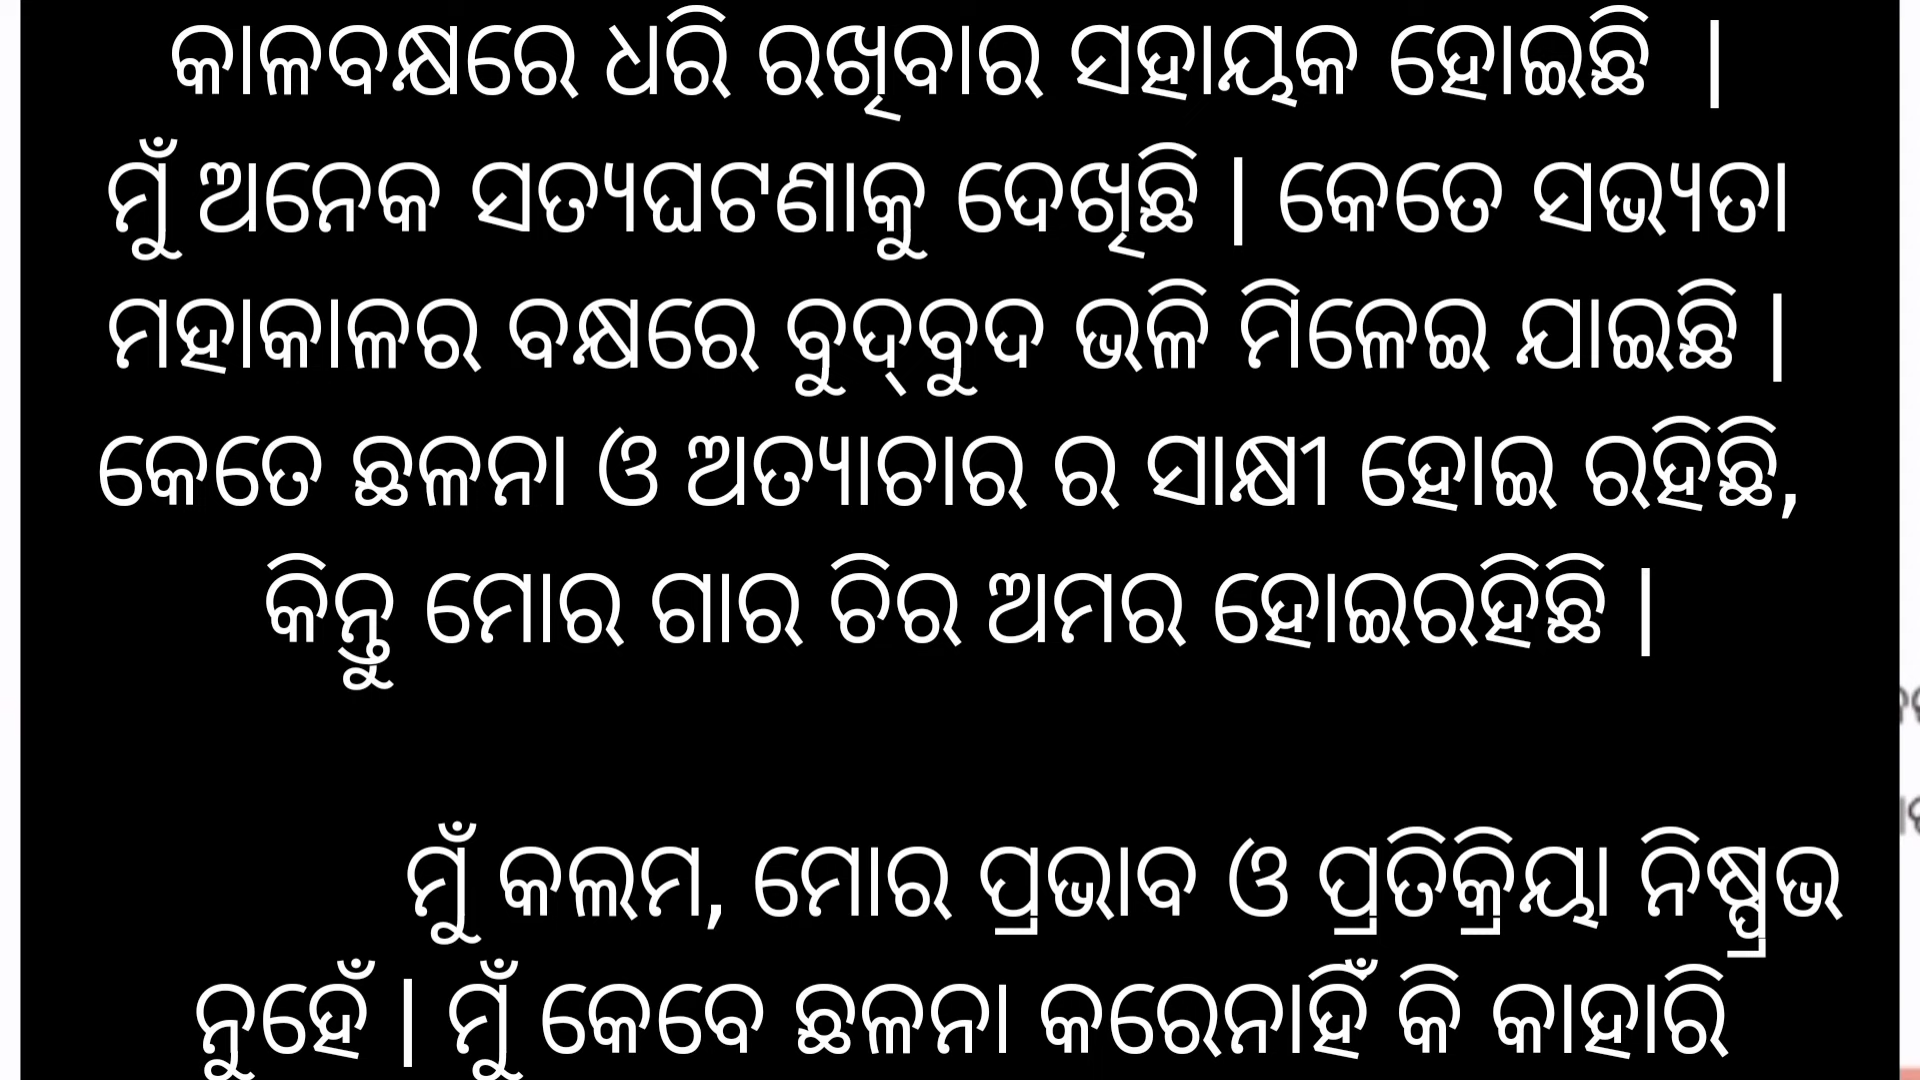 କାଳବକ୍ଷରେ ଧରି ରଖିବାର ସହାୟକ ହୋଇଛି |
ମୁଁ ଅନେକ ସତ୍ୟଘଟଣାକୁ ଦେଖିଛି | କେତେ ସଭ୍ୟତା
ମହାକାଳର ବକ୍ଷରେ ବୁଦ୍‌ବୁଦ ଭଳି ମିଳେଇ ଯାଇଛି |
କେତେ ଛଳନା ଓ ଅତ୍ୟାଚାର ର ସାକ୍ଷୀ ହୋଇ ରହିଛି,
କିନ୍ତୁ ମୋର ଗାର ଚିର ଅମର ହୋଇରହିଛି |
ମୁଁ କଲମ, ମୋର ପ୍ରଭାବ ଓ ପ୍ରତିକ୍ରିୟା ନିଷ୍ପ୍ରଭ
ନୁହେଁ | ମୁଁ କେବେ ଛଳନା କରେନାହିଁ କି କାହାରି